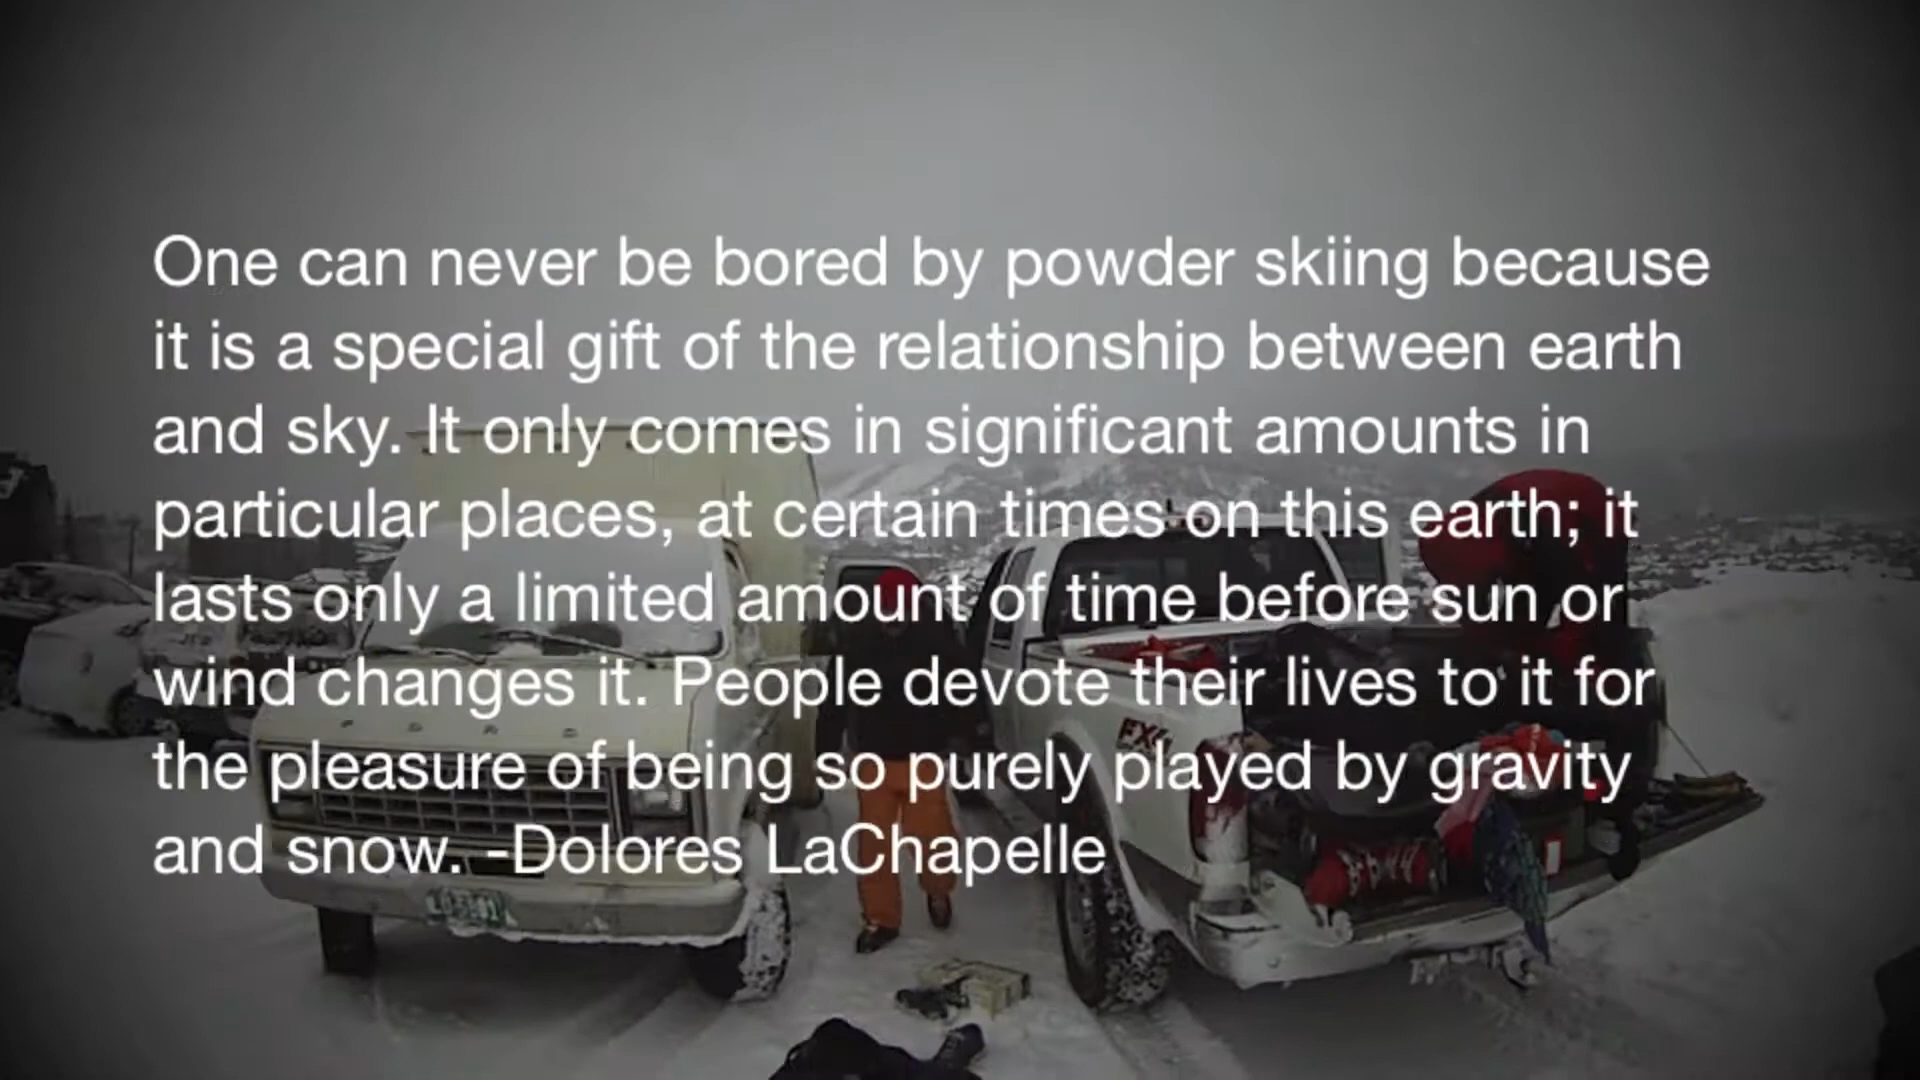 One can never be bored by powder skiing because
it is a special gift of the relationship between earth
and sky. It only comes in significant amounts in
particular places, at certain times on this earth; it
lasts only a limited amount of time before sun or
wind changes it. People devote their lives to it for
the pleasure of being so purely played by gravity
and snow. -Dolores LaChapelle
FORD
FX4